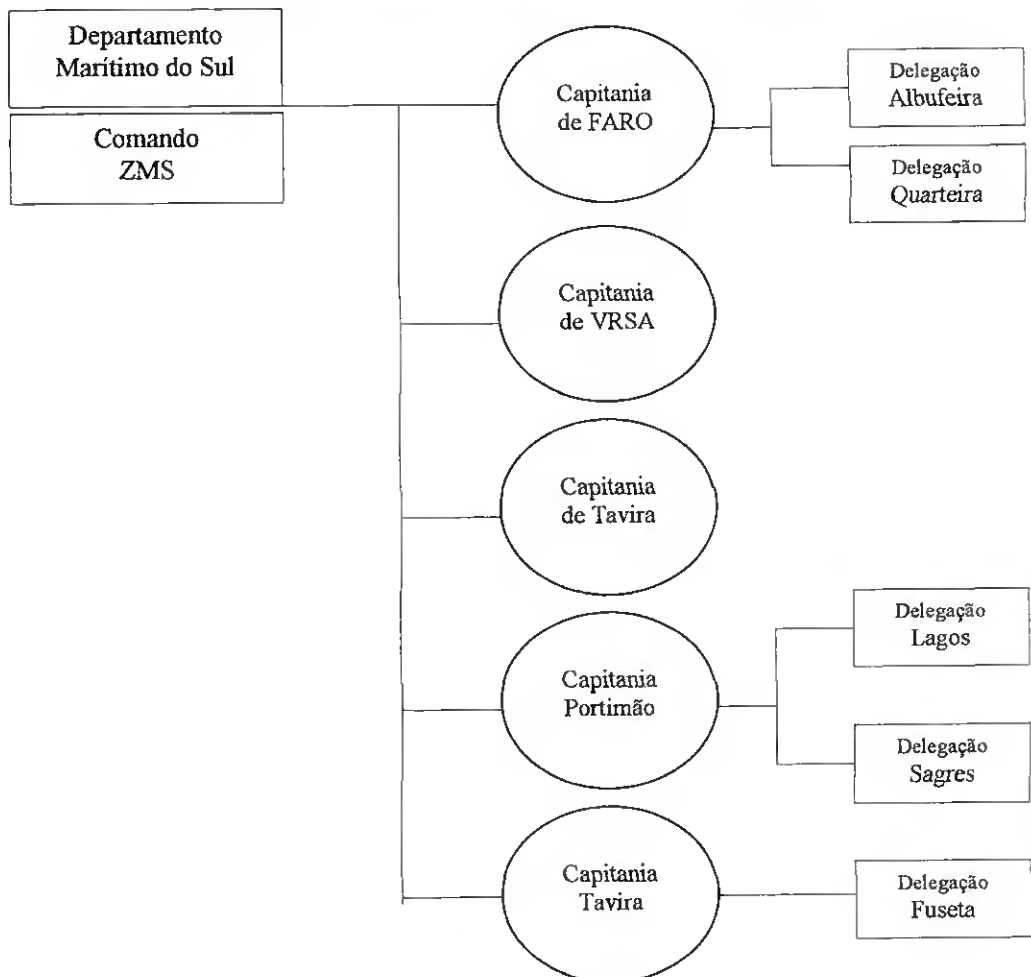 Departamento
Marítimo do Sul
Comando
ZMS
Capitania
de FARO
Delegação
Albufeira
Delegação
Quarteira
Capitania
de VRSA
Capitania
de Tavira
Capitania
Portimão
Delegação
Lagos
Delegação
Sagres
Capitania
Tavira
Delegação
Fuseta